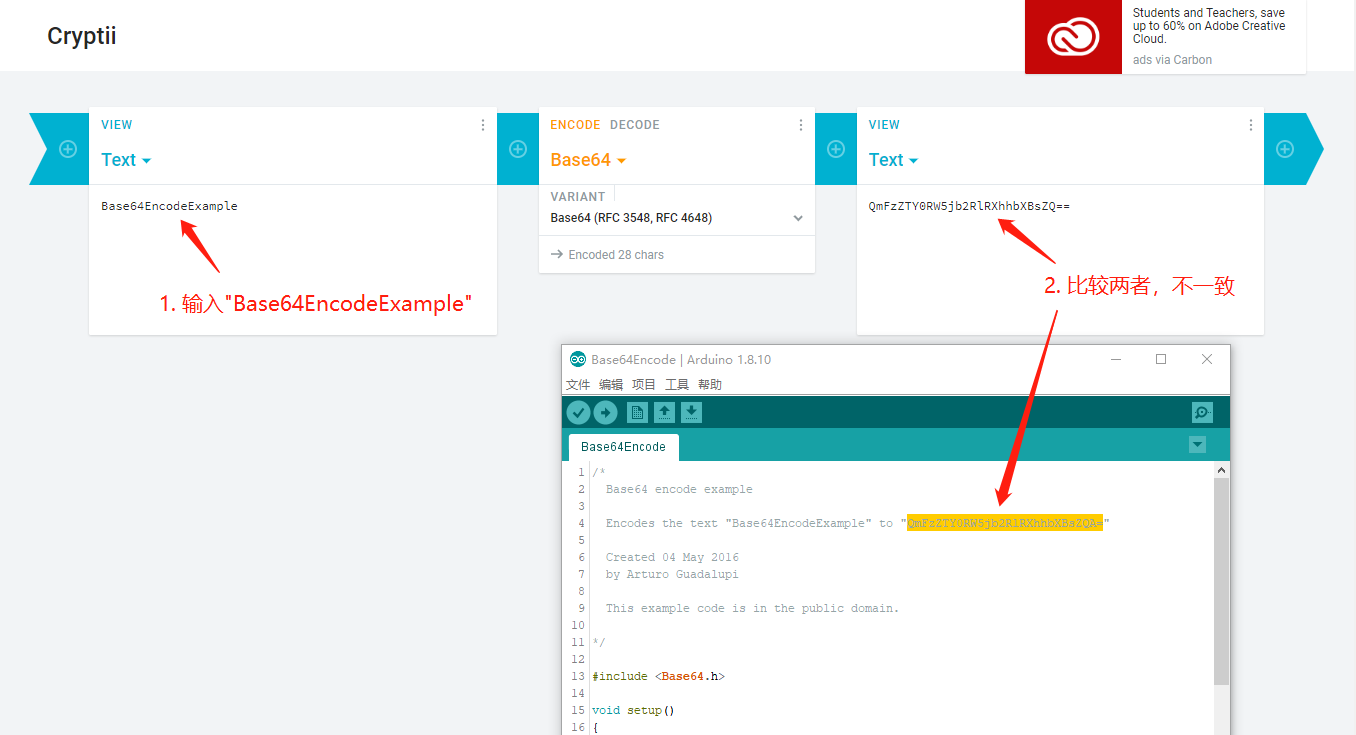 Cryptii
Students and Teachers, save
up to 60% on Adobe Creative
Cloud.
ads via Carbon
VIEW
Text
Base64EncodeExample
1. 输入"Base64EncodeExample"
ENCODE DECODE
Base64
VARIANT
Base64 (RFC 3548, RFC 4648)
Encoded 28 chars
VIEW
Text
QmFzZTY0RW5jb2RlRXhhbXBsZQ==
2. 比较两者，不一致
Base64Encode | Arduino 1.8.10
文件 编辑 项目 工具 帮助
Base64Encode
1 /*
2 Base64 encode example
3
4 Encodes the text "Base64EncodeExample" to "QmFzZTY0RW5jb2RlRXhhbXBsZQA="
5
6 Created 04 May 2016
7 by Arturo Guadalupi
8
9 This example code is in the public domain.
10
11 */
12
13 #include <Base64.h>
14
15 void setup()
16 {